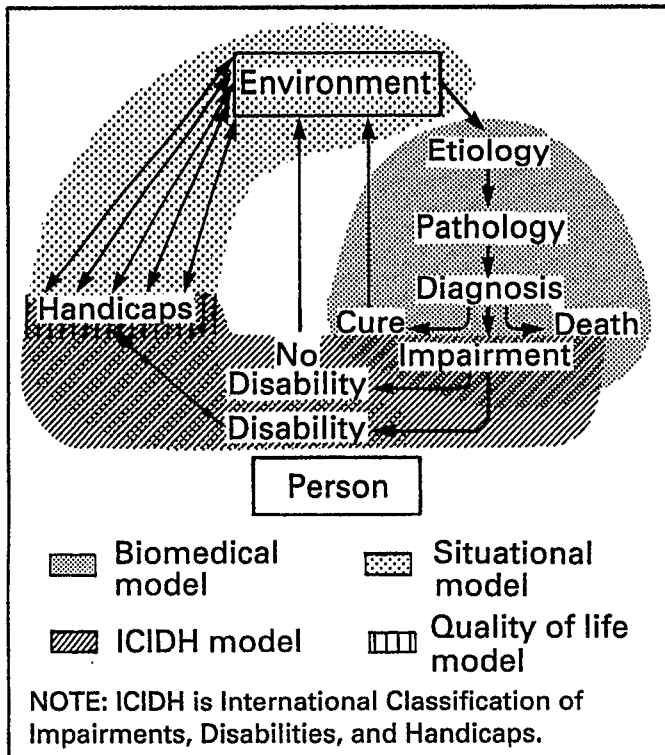 Environment
Etiology
Pathology
Diagnosis
Handicaps
Cure
Death
No
Impairment
Disability
Disability
Person
Biomedical
model
Situational
model
ICIDH model
Quality of life
model
NOTE: ICIDH is International Classification of
Impairments, Disabilities, and Handicaps.